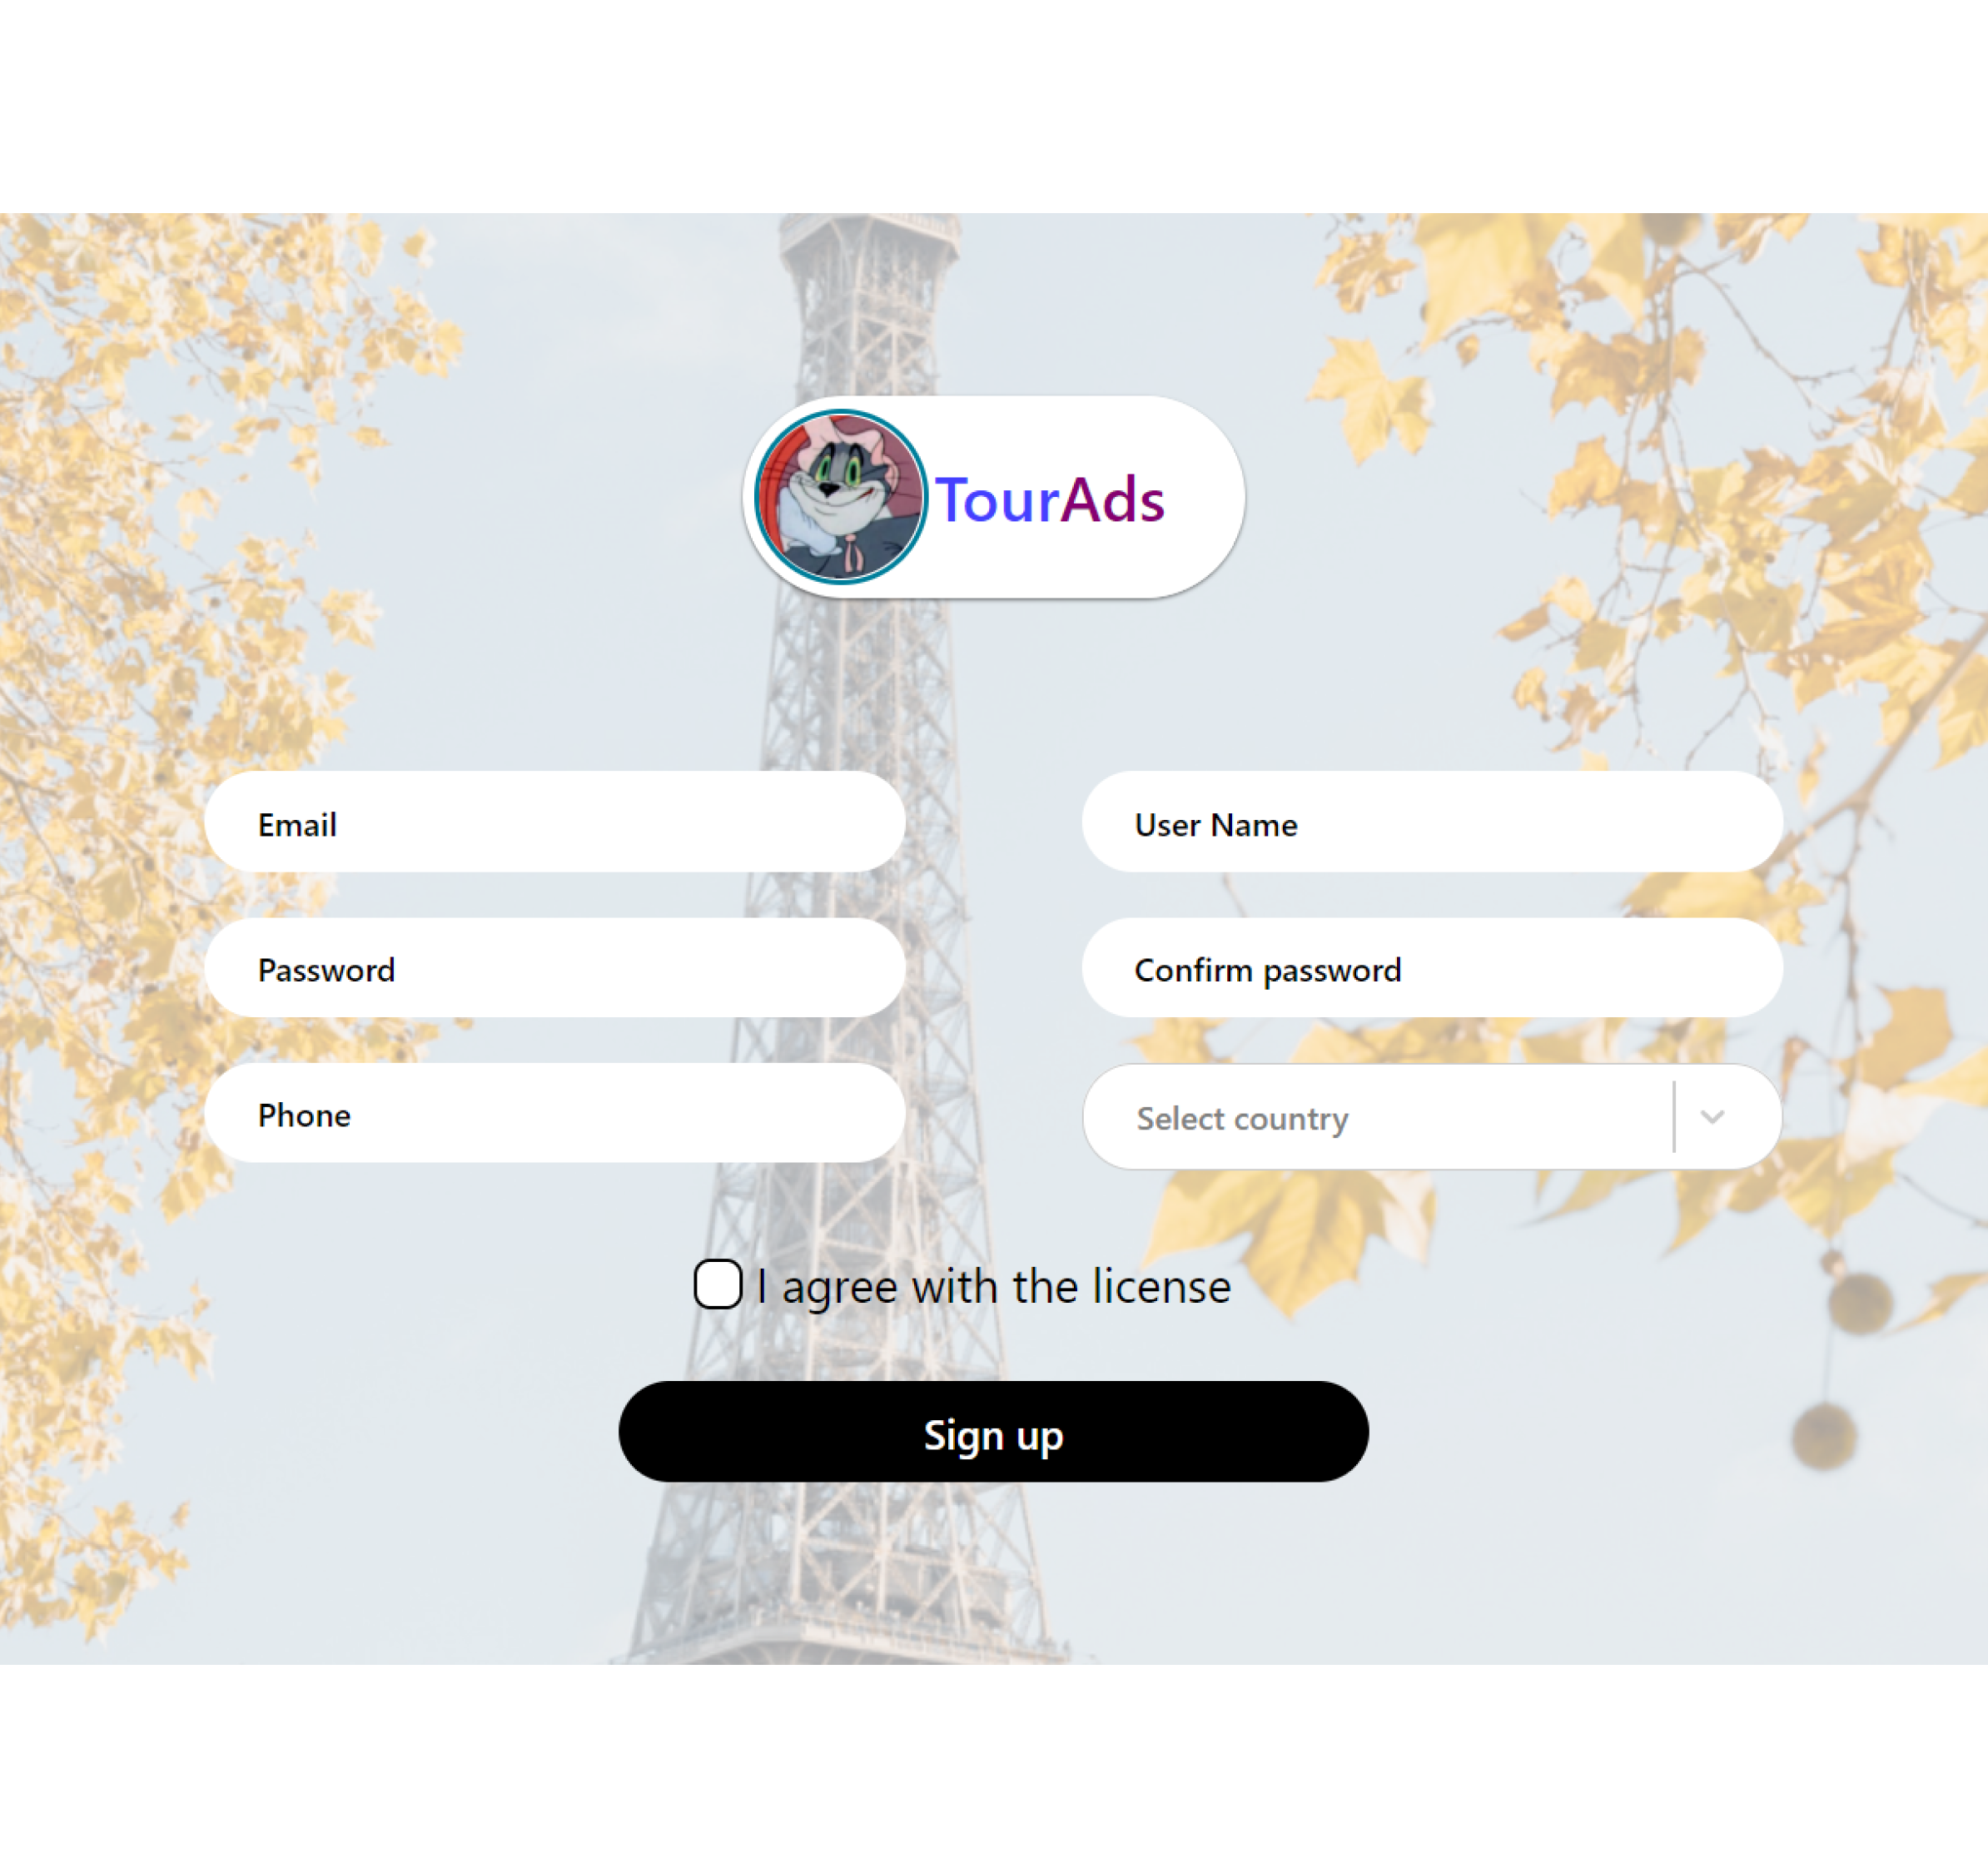 TourAds
Email
User Name
Password
Confirm password
Phone
Select country
I agree with the license
Sign up